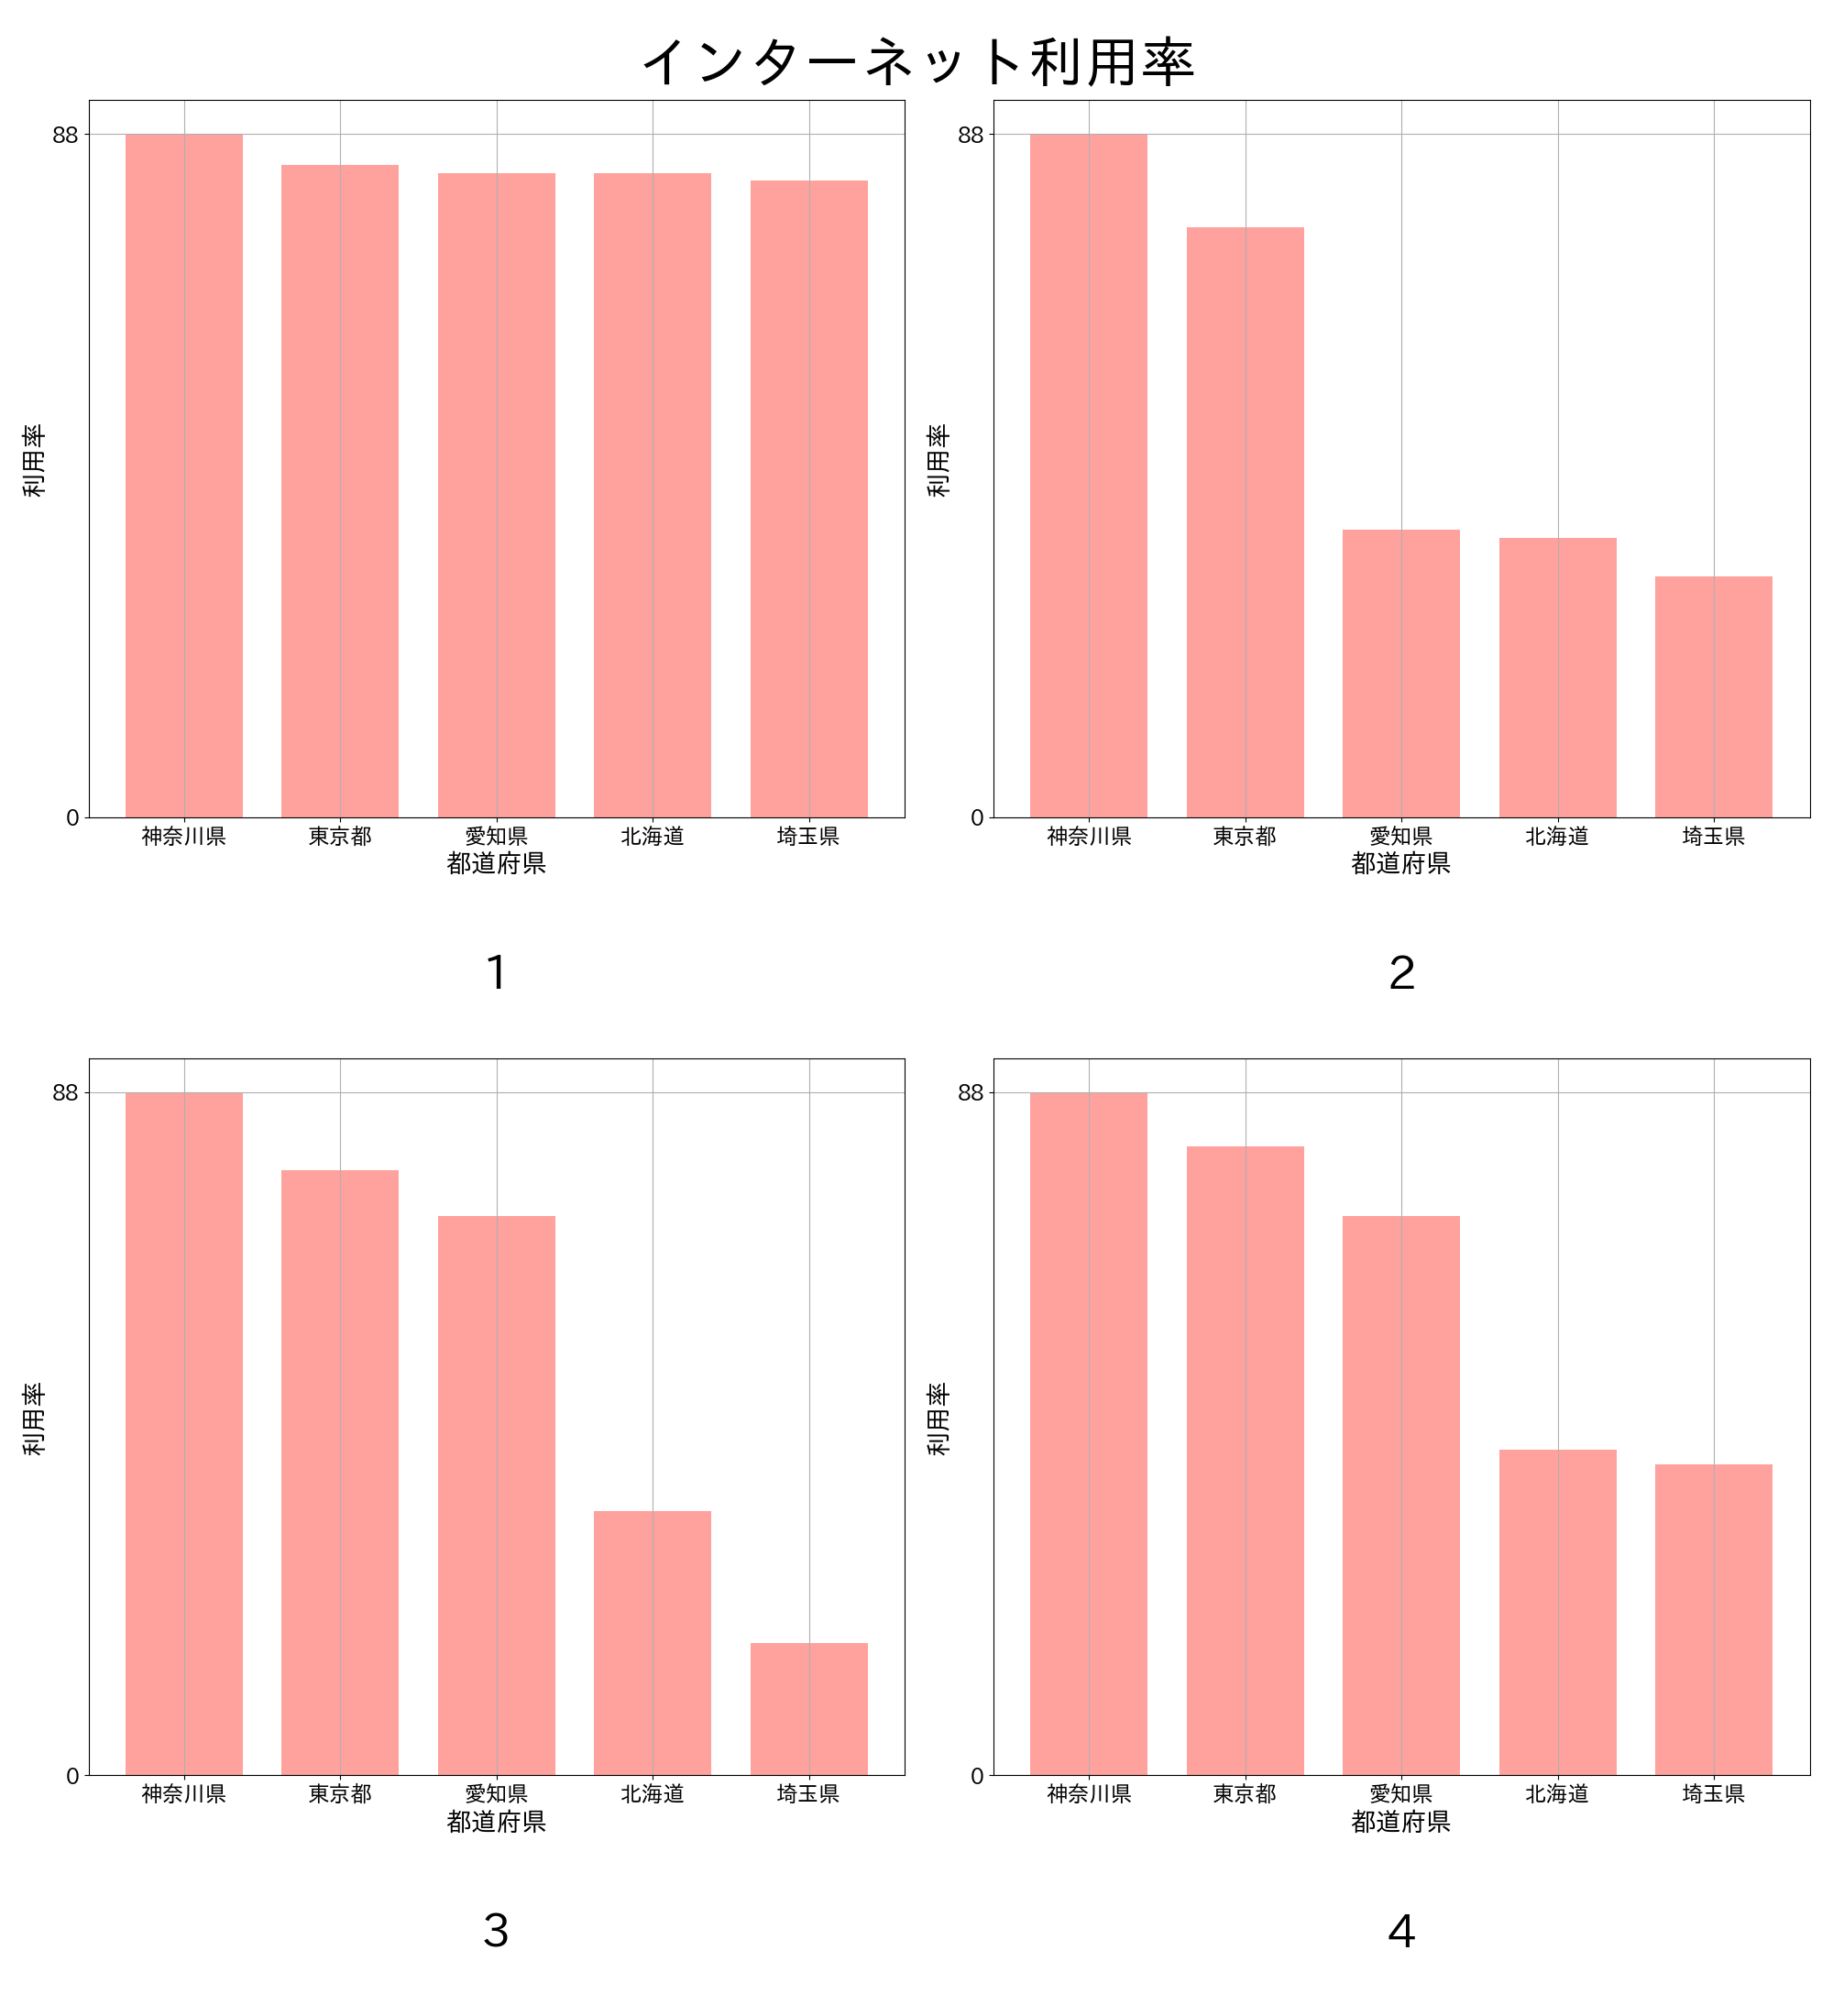 インターネット利用率
88
0
利用率
神奈川県 東京都 愛知県 北海道 埼玉県
都道府県
1
88
0
利用率
神奈川県 東京都 愛知県 北海道 埼玉県
都道府県
2
88
0
利用率
神奈川県 東京都 愛知県 北海道 埼玉県
都道府県
3
88
0
利用率
神奈川県 東京都 愛知県 北海道 埼玉県
都道府県
4